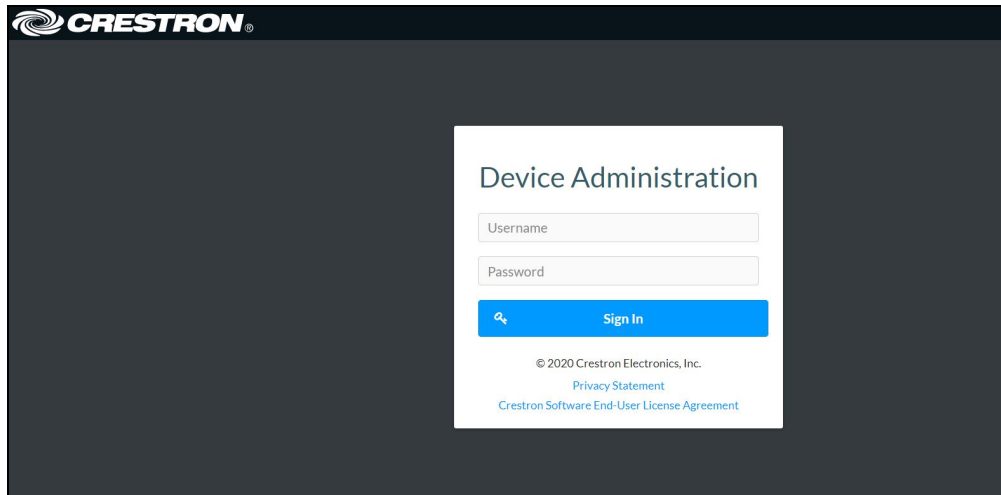 CRESTRON®
Device Administration
Username
Password
Sign In
© 2020 Crestron Electronics, Inc.
Privacy Statement
Crestron Software End-User License Agreement